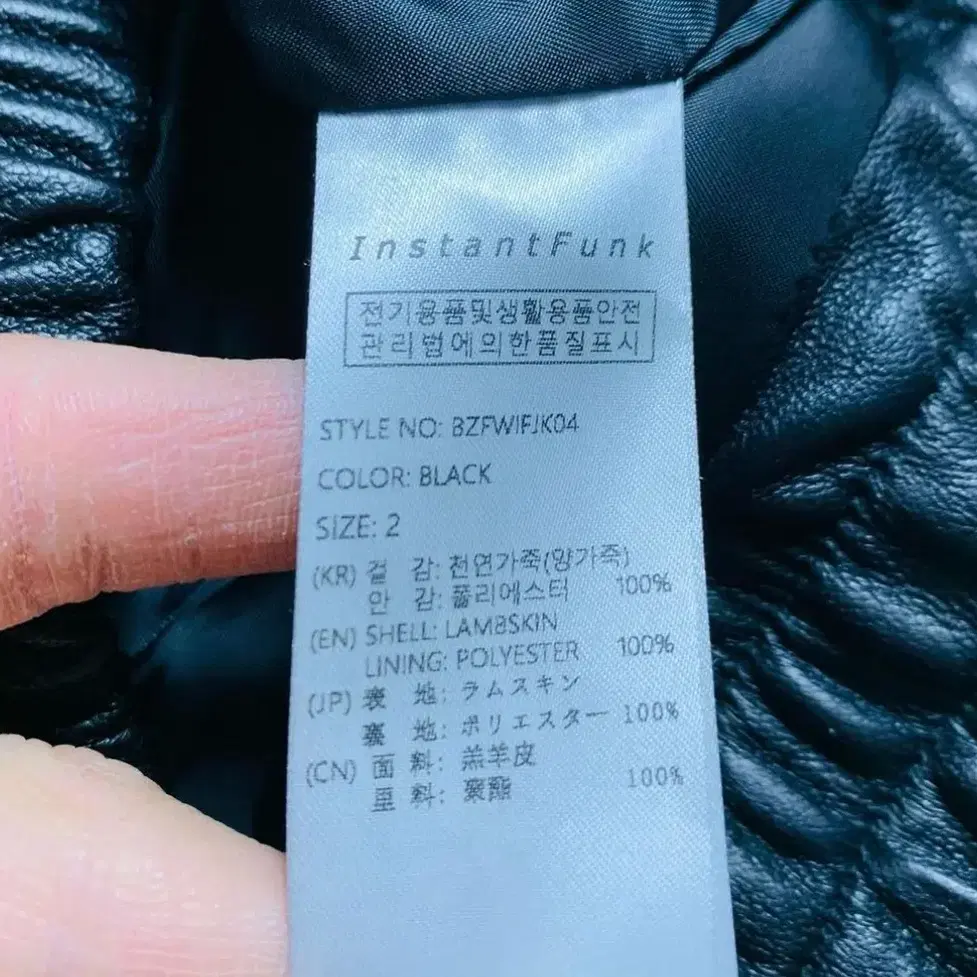 InstantFunk
전기용품및생활용품안전
관리법에의한품질표시
STYLE NO: BZFWIFJK04
COLOR: BLACK
SIZE: 2
(KR) 겉 감: 천연가죽(양가죽)
안 감: 폴리에스터 100%
(EN) SHELL: LAMBSKIN
LINING: POLYESTER 100%
(JP) 表 地: ラムスキン
裏 地: ポリエスター 100%
(CN) 面 料: 羔羊皮
里 料: 100%